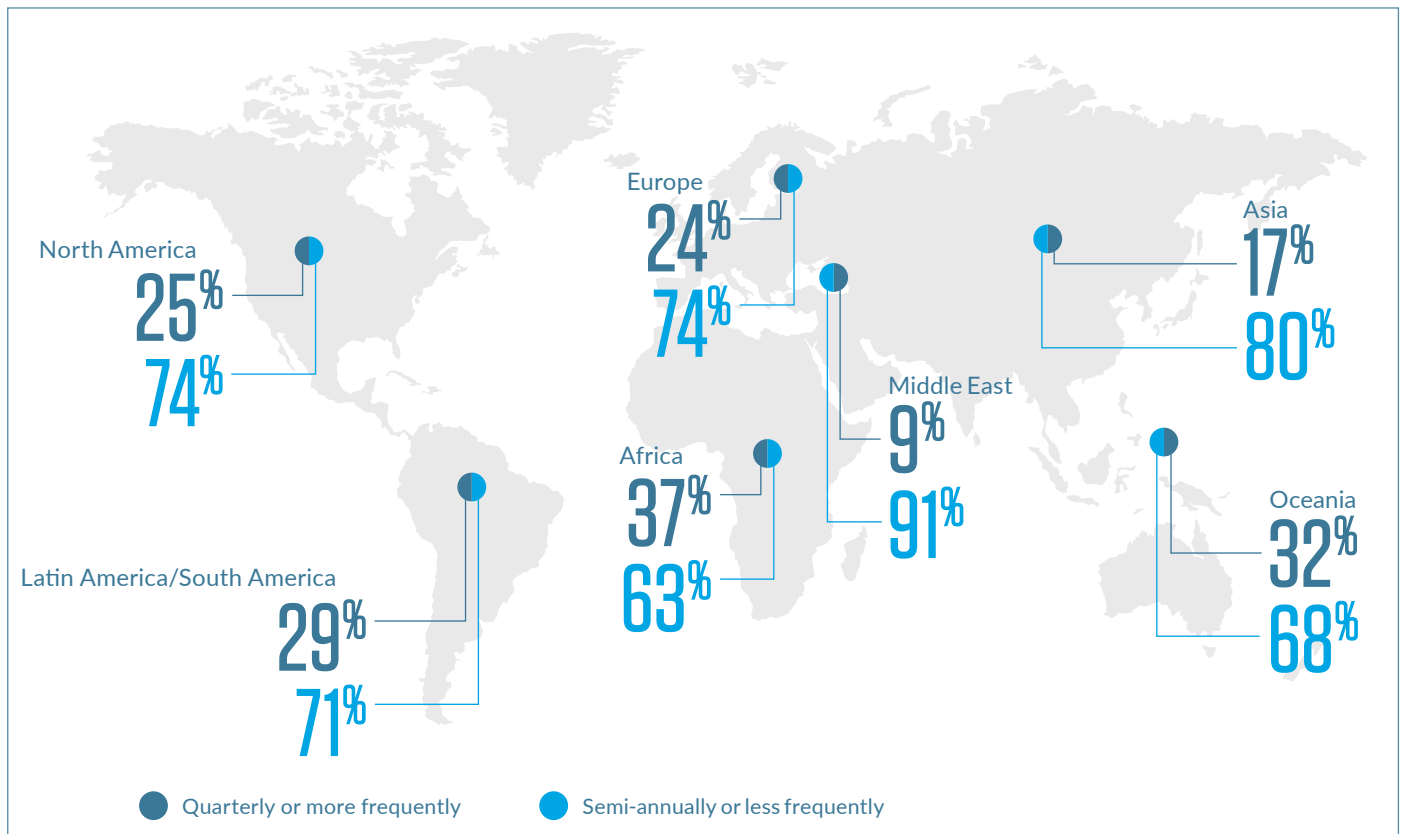 North America
25%
74%
Latin America/South America
29%
71%
Europe
24%
74%
Africa
37%
63%
Middle East
9%
91%
Asia
17%
80%
Oceania
32%
68%
Quarterly or more frequently
Semi-annually or less frequently